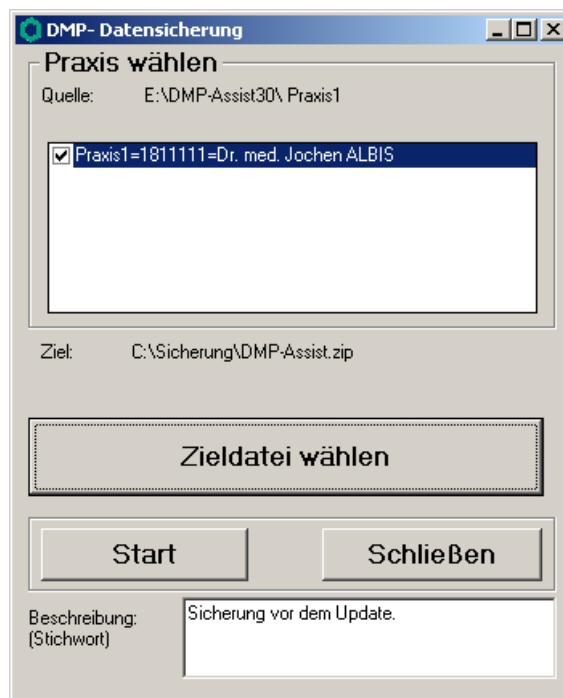 DMP- Datensicherung
Praxis wählen
Quelle: E:\DMP-Assist30\ Praxis1
Praxis1=1811111=Dr. med. Jochen ALBIS
Ziel: C:\Sicherung\DMP-Assist.zip
Zieldatei wählen
Start Schließen
Beschreibung: Sicherung vor dem Update.
(Stichwort)